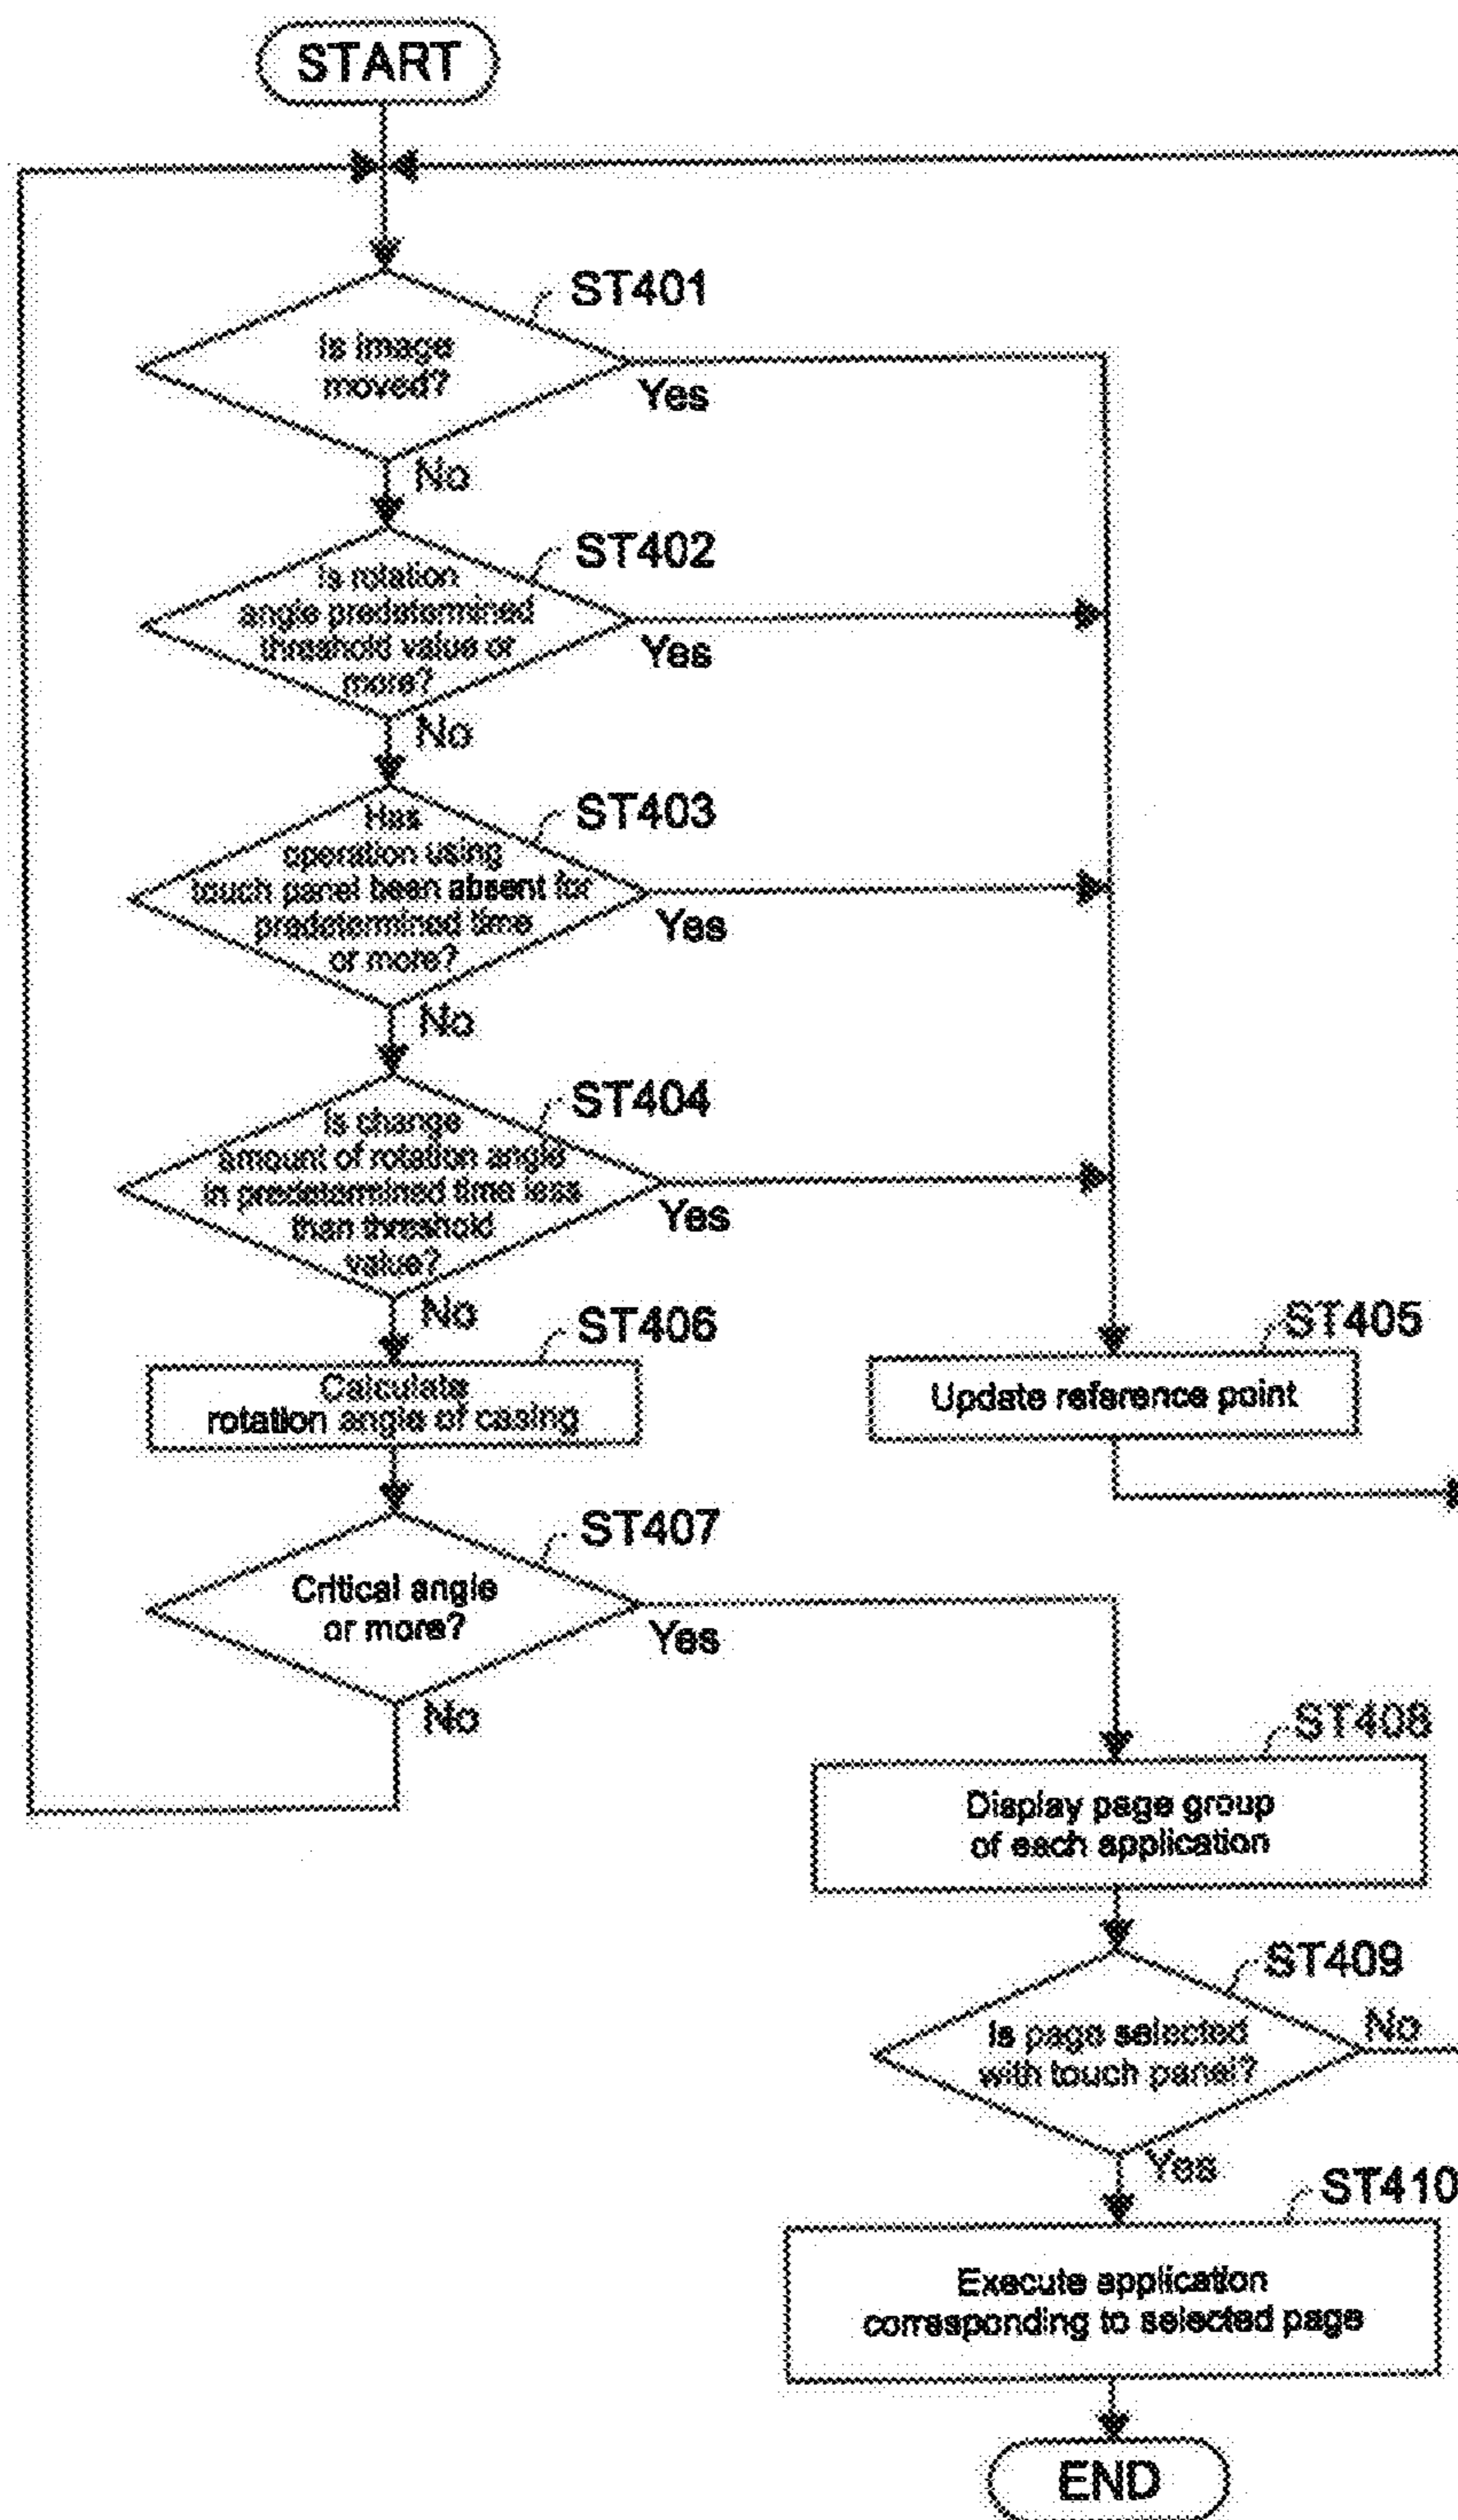 START
ST401
Is image
moved?
Yes
No
ST402
Is rotation
angle predetermined
threshold value or
more?
Yes
No
ST403
Has
operation using
touch panel been absent for
predetermined time
or more?
Yes
No
ST404
Is change
amount of rotation angle
in predetermined time less
than threshold
value?
Yes
No
ST406
Calculate
rotation angle of casing
ST405
Update reference point
ST407
Critical angle
or more?
Yes
No
ST408
Display page group
of each application
ST409
Is page selected
with touch panel?
No
Yes
ST410
Execute application
corresponding to selected page
END